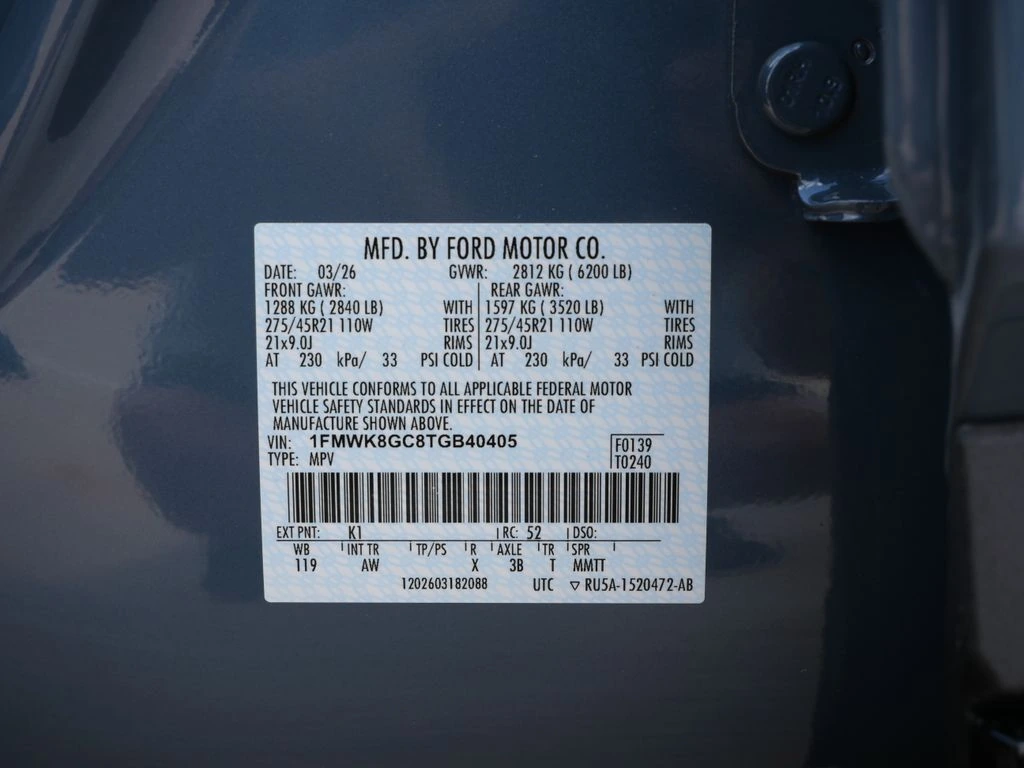 MFD. BY FORD MOTOR CO.
DATE: 03/26 GVWR: 2812 KG ( 6200 LB)
FRONT GAWR: REAR GAWR:
1288 KG ( 2840 LB) WITH 1597 KG ( 3520 LB) WITH
275/45R21 110W TIRES 275/45R21 110W TIRES
21x9.0J RIMS 21x9.0J RIMS
AT 230 kPa/ 33 PSI COLD AT 230 kPa/ 33 PSI COLD
THIS VEHICLE CONFORMS TO ALL APPLICABLE FEDERAL MOTOR
VEHICLE SAFETY STANDARDS IN EFFECT ON THE DATE OF
MANUFACTURE SHOWN ABOVE.
VIN: 1FMWK8GC8TGB40405 F0139
TYPE: MPV T0240
EXT PNT: K1 RC: 52 DSO:
WB INT TR TP/PS R AXLE TR SPR
119 AW X 3B T MMTT
1202603182088 UTC ▽ RU5A-1520472-AB